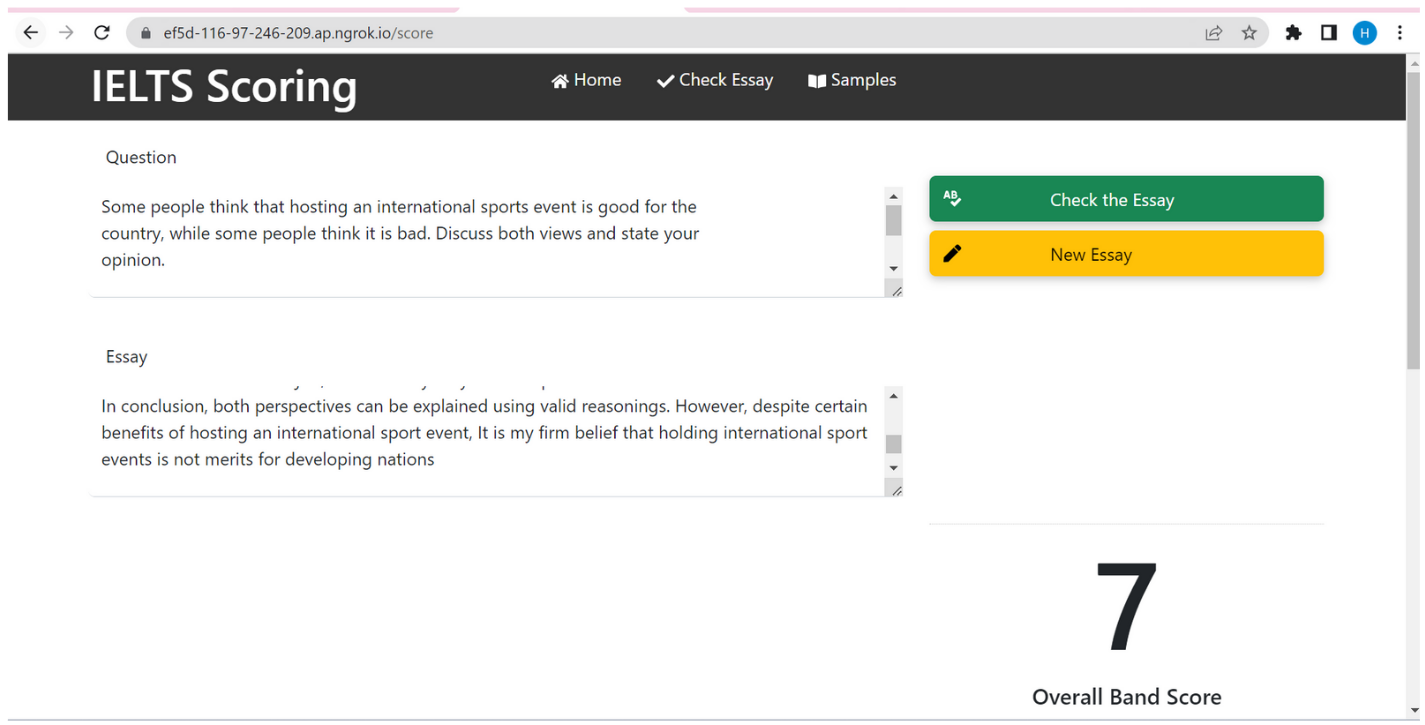 ef5d-116-97-246-209.ap.ngrok.io/score
H
IELTS Scoring
Home
Check Essay
Samples
Question
Some people think that hosting an international sports event is good for the
country, while some people think it is bad. Discuss both views and state your
opinion.
AB
Check the Essay
New Essay
Essay
In conclusion, both perspectives can be explained using valid reasonings. However, despite certain
benefits of hosting an international sport event, It is my firm belief that holding international sport
events is not merits for developing nations
7
Overall Band Score